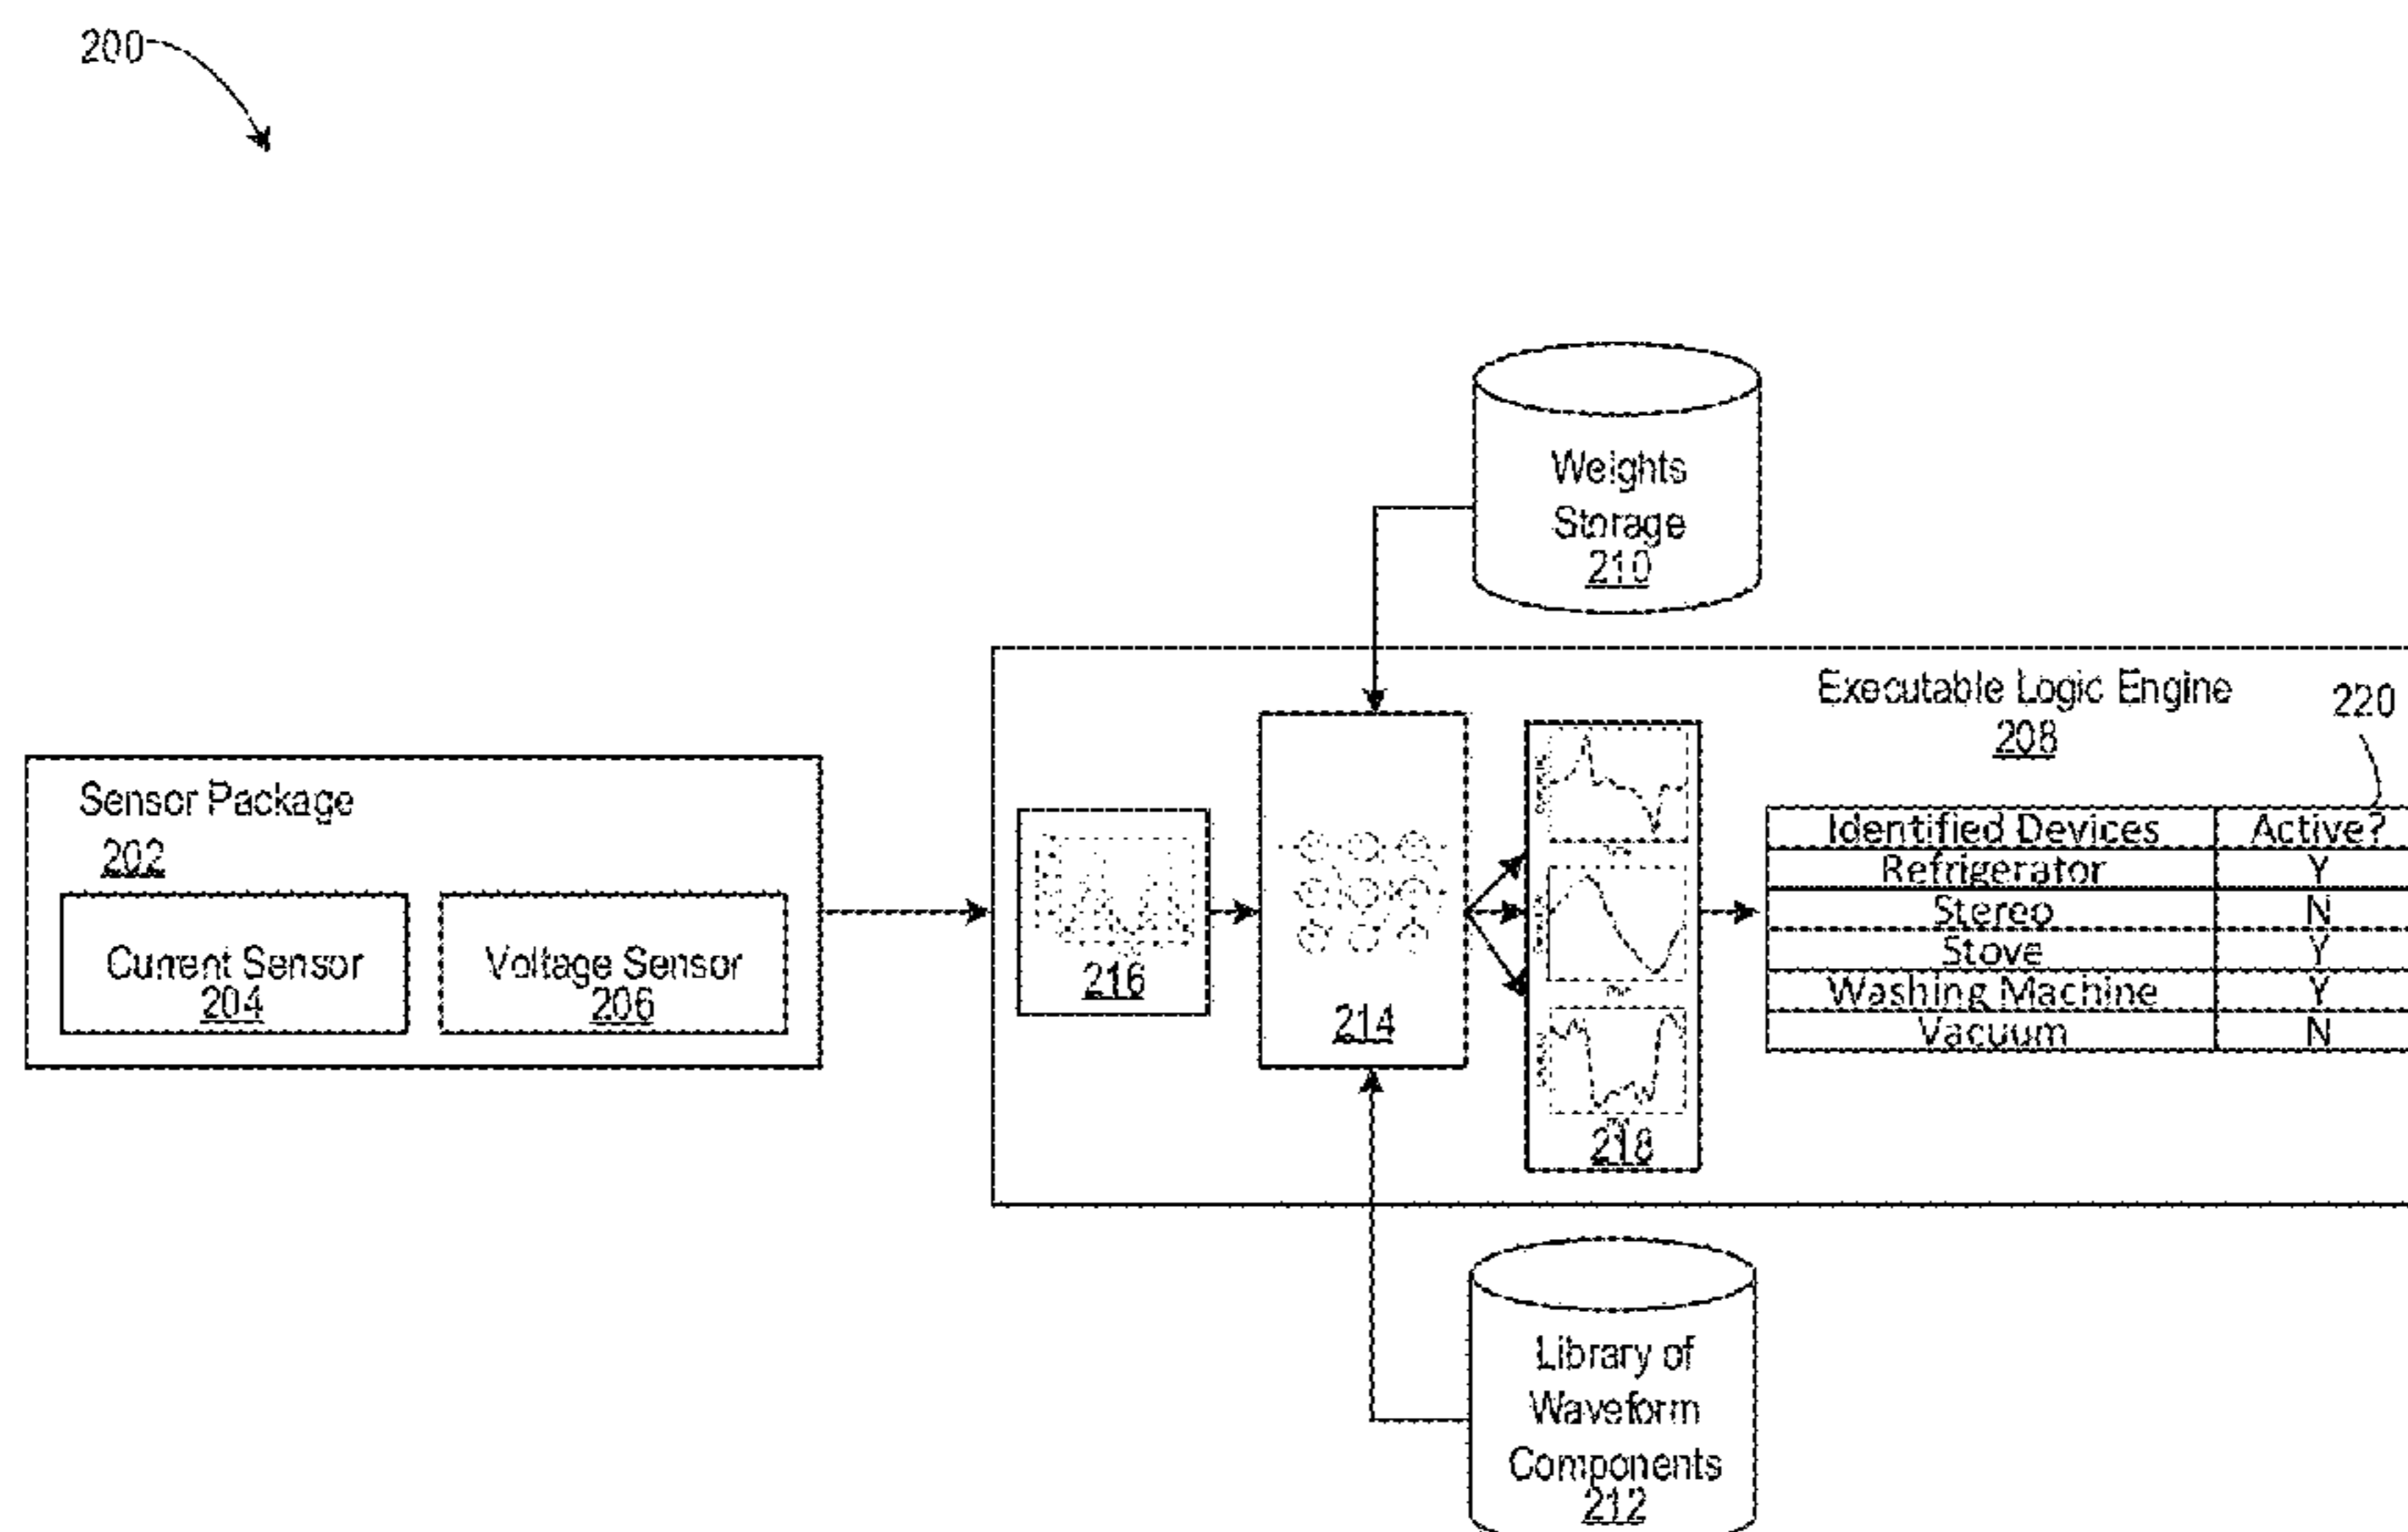 200
Weights
Storage
210
Executable Logic Engine
208
220
Sensor Package
202
Current Sensor
204
Voltage Sensor
206
216
214
218
Identified Devices Active?
Refrigerator Y
Stereo N
Stove Y
Washing Machine Y
Vacuum N
Library of
Waveform
Components
212